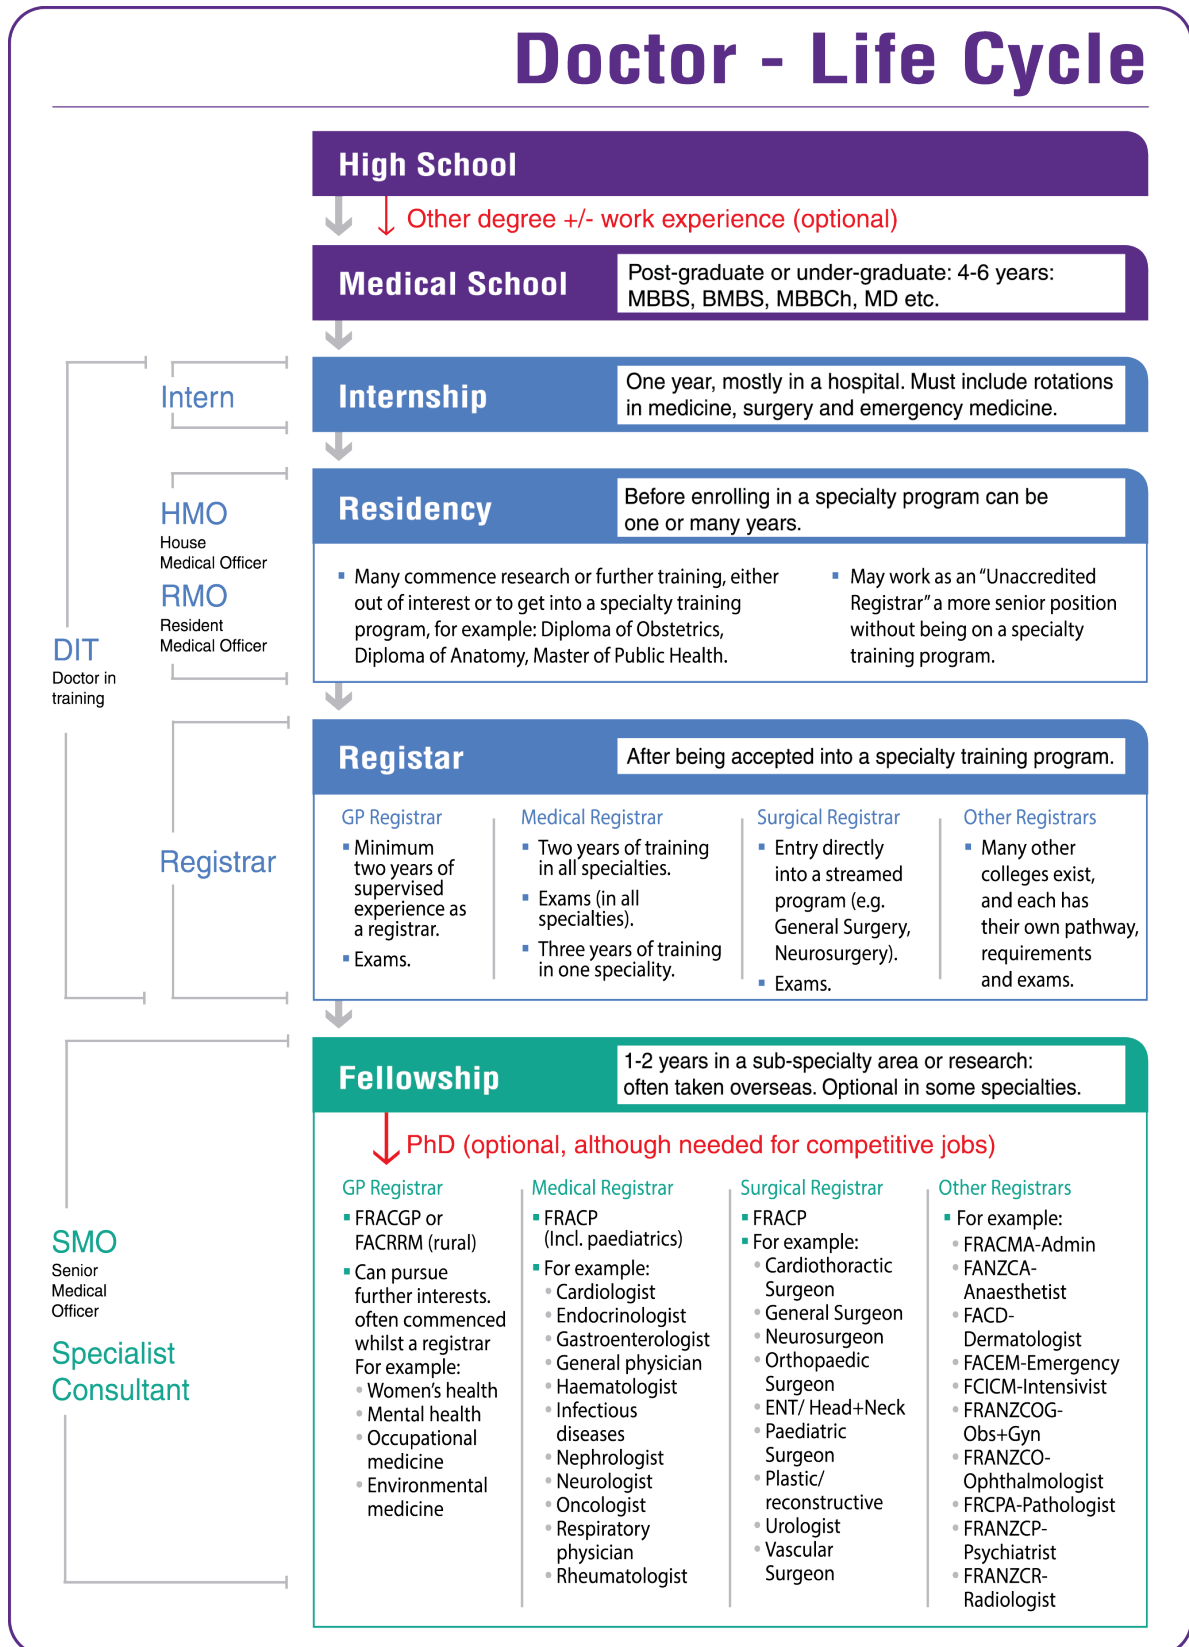 Doctor - Life Cycle
High School
Other degree +/- work experience (optional)
Medical School
Post-graduate or under-graduate: 4-6 years:
MBBS, BMBS, MBBCh, MD etc.
Intern
Internship
One year, mostly in a hospital. Must include rotations
in medicine, surgery and emergency medicine.
HMO
House
Medical Officer
RMO
Resident
Medical Officer
DIT
Doctor in
training
Residency
Before enrolling in a specialty program can be
one or many years.
Many commence research or further training, either
out of interest or to get into a specialty training
program, for example: Diploma of Obstetrics,
Diploma of Anatomy, Master of Public Health.
May work as an “Unaccredited
Registrar” a more senior position
without being on a specialty
training program.
Registrar
Registar
After being accepted into a specialty training program.
GP Registrar
Minimum
two years of
supervised
experience as
a registrar.
Exams.
Medical Registrar
Two years of training
in all specialties.
Exams (in all
specialties).
Three years of training
in one speciality.
Surgical Registrar
Entry directly
into a streamed
program (e.g.
General Surgery,
Neurosurgery).
Exams.
Other Registrars
Many other
colleges exist,
and each has
their own pathway,
requirements
and exams.
SMO
Senior
Medical
Officer
Specialist
Consultant
Fellowship
1-2 years in a sub-specialty area or research:
often taken overseas. Optional in some specialties.
PhD (optional, although needed for competitive jobs)
GP Registrar
FRACGP or
FACRRM (rural)
Can pursue
further interests.
often commenced
whilst a registrar
For example:
Women’s health
Mental health
Occupational
medicine
Environmental
medicine
Medical Registrar
FRACP
(Incl. paediatrics)
For example:
Cardiologist
Endocrinologist
Gastroenterologist
General physician
Haematologist
Infectious
diseases
Nephrologist
Neurologist
Oncologist
Respiratory
physician
Rheumatologist
Surgical Registrar
FRACP
For example:
Cardiothoractic
Surgeon
General Surgeon
Neurosurgeon
Orthopaedic
Surgeon
ENT/ Head+Neck
Paediatric
Surgeon
Plastic/
reconstructive
Urologist
Vascular
Surgeon
Other Registrars
For example:
FRACMA-Admin
FANZCA-
Anaesthetist
FACD-
Dermatologist
FACEM-Emergency
FCICM-Intensivist
FRANZCOG-
Obs+Gyn
FRANZCO-
Ophthalmologist
FRCPA-Pathologist
FRANZCP-
Psychiatrist
FRANZCR-
Radiologist